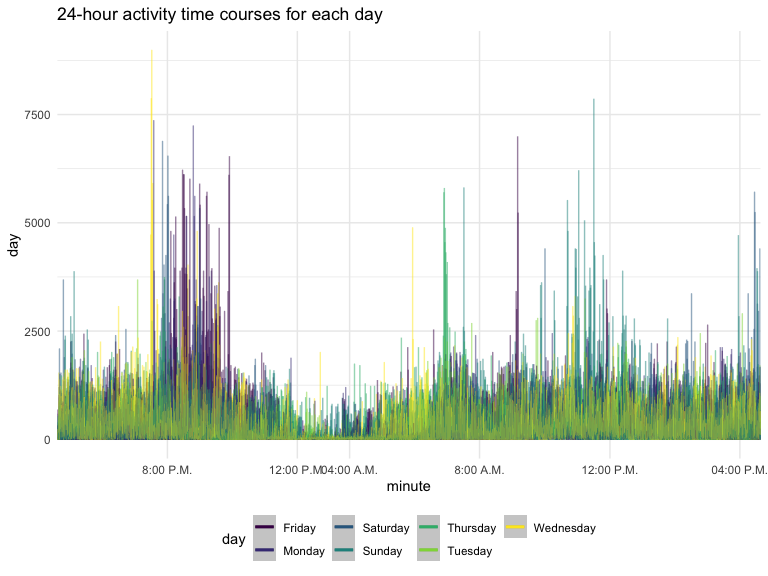 24-hour activity time courses for each day
day
7500
5000
2500
0
8:00 P.M. 12:00 P.M. 04:00 A.M. 8:00 A.M. 12:00 P.M. 04:00 P.M.
minute
day Friday Saturday Thursday Wednesday
Monday Sunday Tuesday